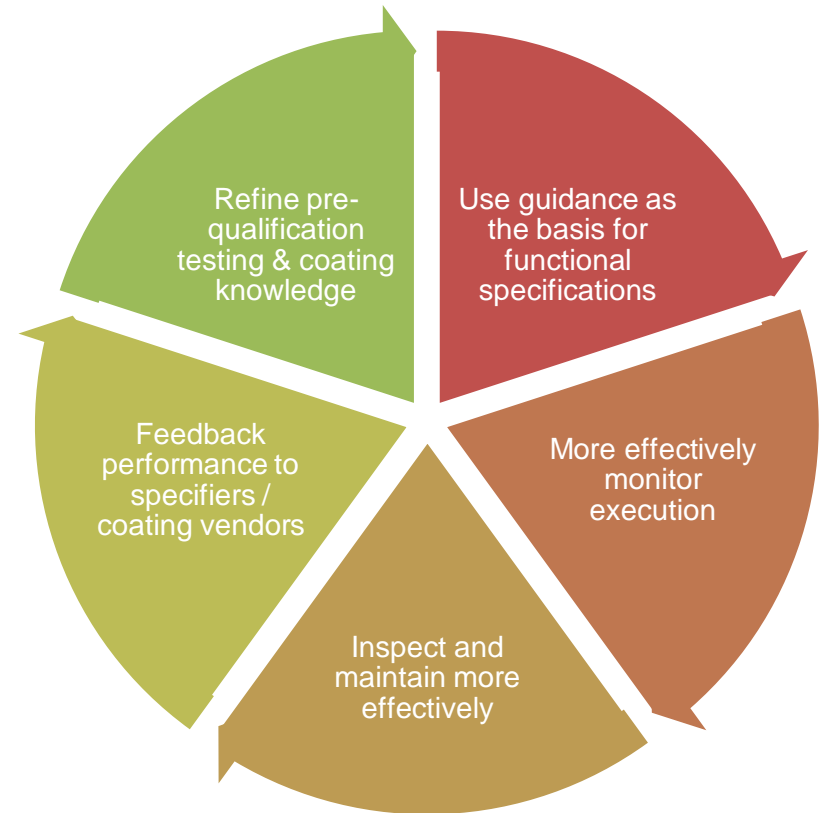 Use guidance as
the basis for
functional
specifications
More effectively
monitor
execution
Inspect and
maintain more
effectively
Feedback
performance to
specifiers /
coating vendors
Refine pre-
qualification
testing & coating
knowledge